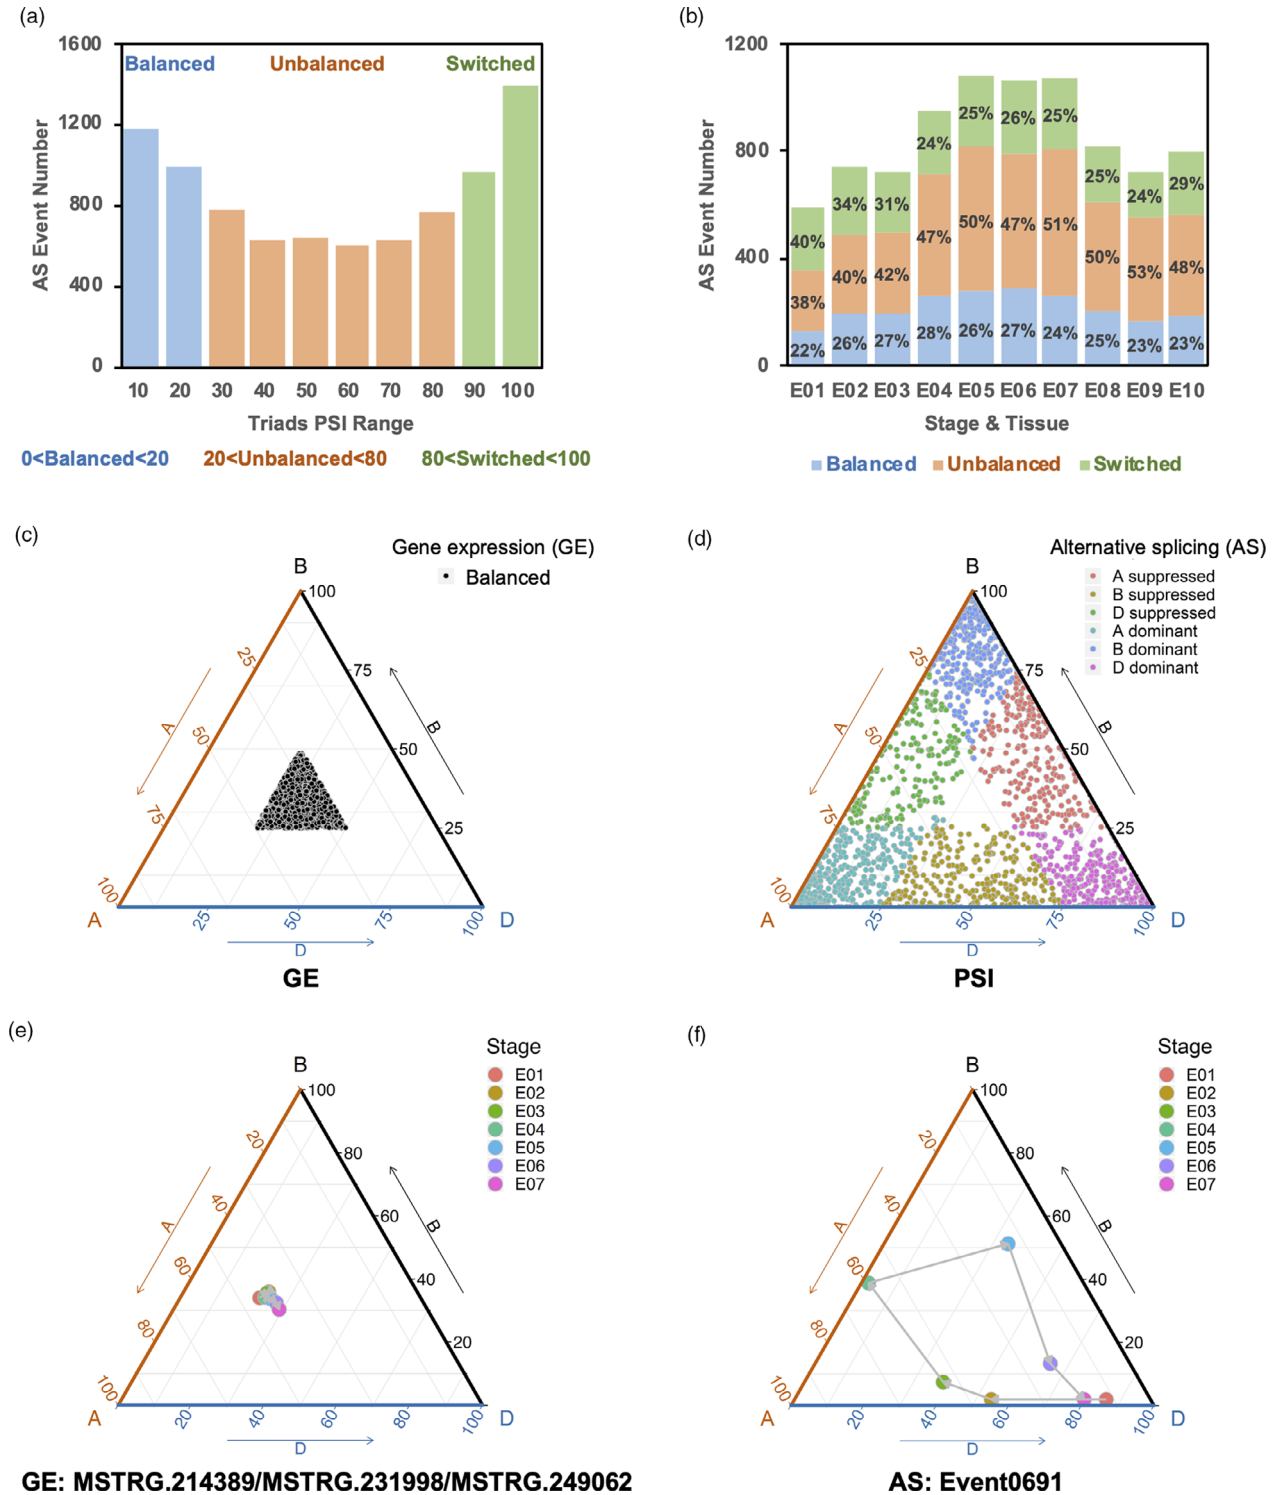 (a)
1600
1200
800
400
0
AS Event Number
Balanced
Unbalanced
Switched
10 20 30 40 50 60 70 80 90 100
Triads PSI Range
0<Balanced<20 20<Unbalanced<80 80<Switched<100
(b)
1200
800
400
0
AS Event Number
40% 34% 31% 24% 25% 26% 25% 25% 24% 29%
38% 40% 42% 47% 50% 47% 51% 50% 53% 48%
22% 26% 27% 28% 26% 27% 24% 25% 23% 23%
E01 E02 E03 E04 E05 E06 E07 E08 E09 E10
Stage & Tissue
Balanced Unbalanced Switched
(c)
Gene expression (GE)
Balanced
B
100
75
50
25
B
25
50
75
100
A
A
25
50
75
100
D
D
GE
(d)
Alternative splicing (AS)
A suppressed
B suppressed
D suppressed
A dominant
B dominant
D dominant
B
100
75
50
25
B
25
50
75
100
A
A
25
50
75
100
D
D
PSI
(e)
Stage
E01
E02
E03
E04
E05
E06
E07
B
100
80
60
40
20
B
20
40
60
80
100
A
A
20
40
60
80
100
D
D
GE: MSTRG.214389/MSTRG.231998/MSTRG.249062
(f)
Stage
E01
E02
E03
E04
E05
E06
E07
B
100
80
60
40
20
B
20
40
60
80
100
A
A
20
40
60
80
100
D
D
AS: Event0691